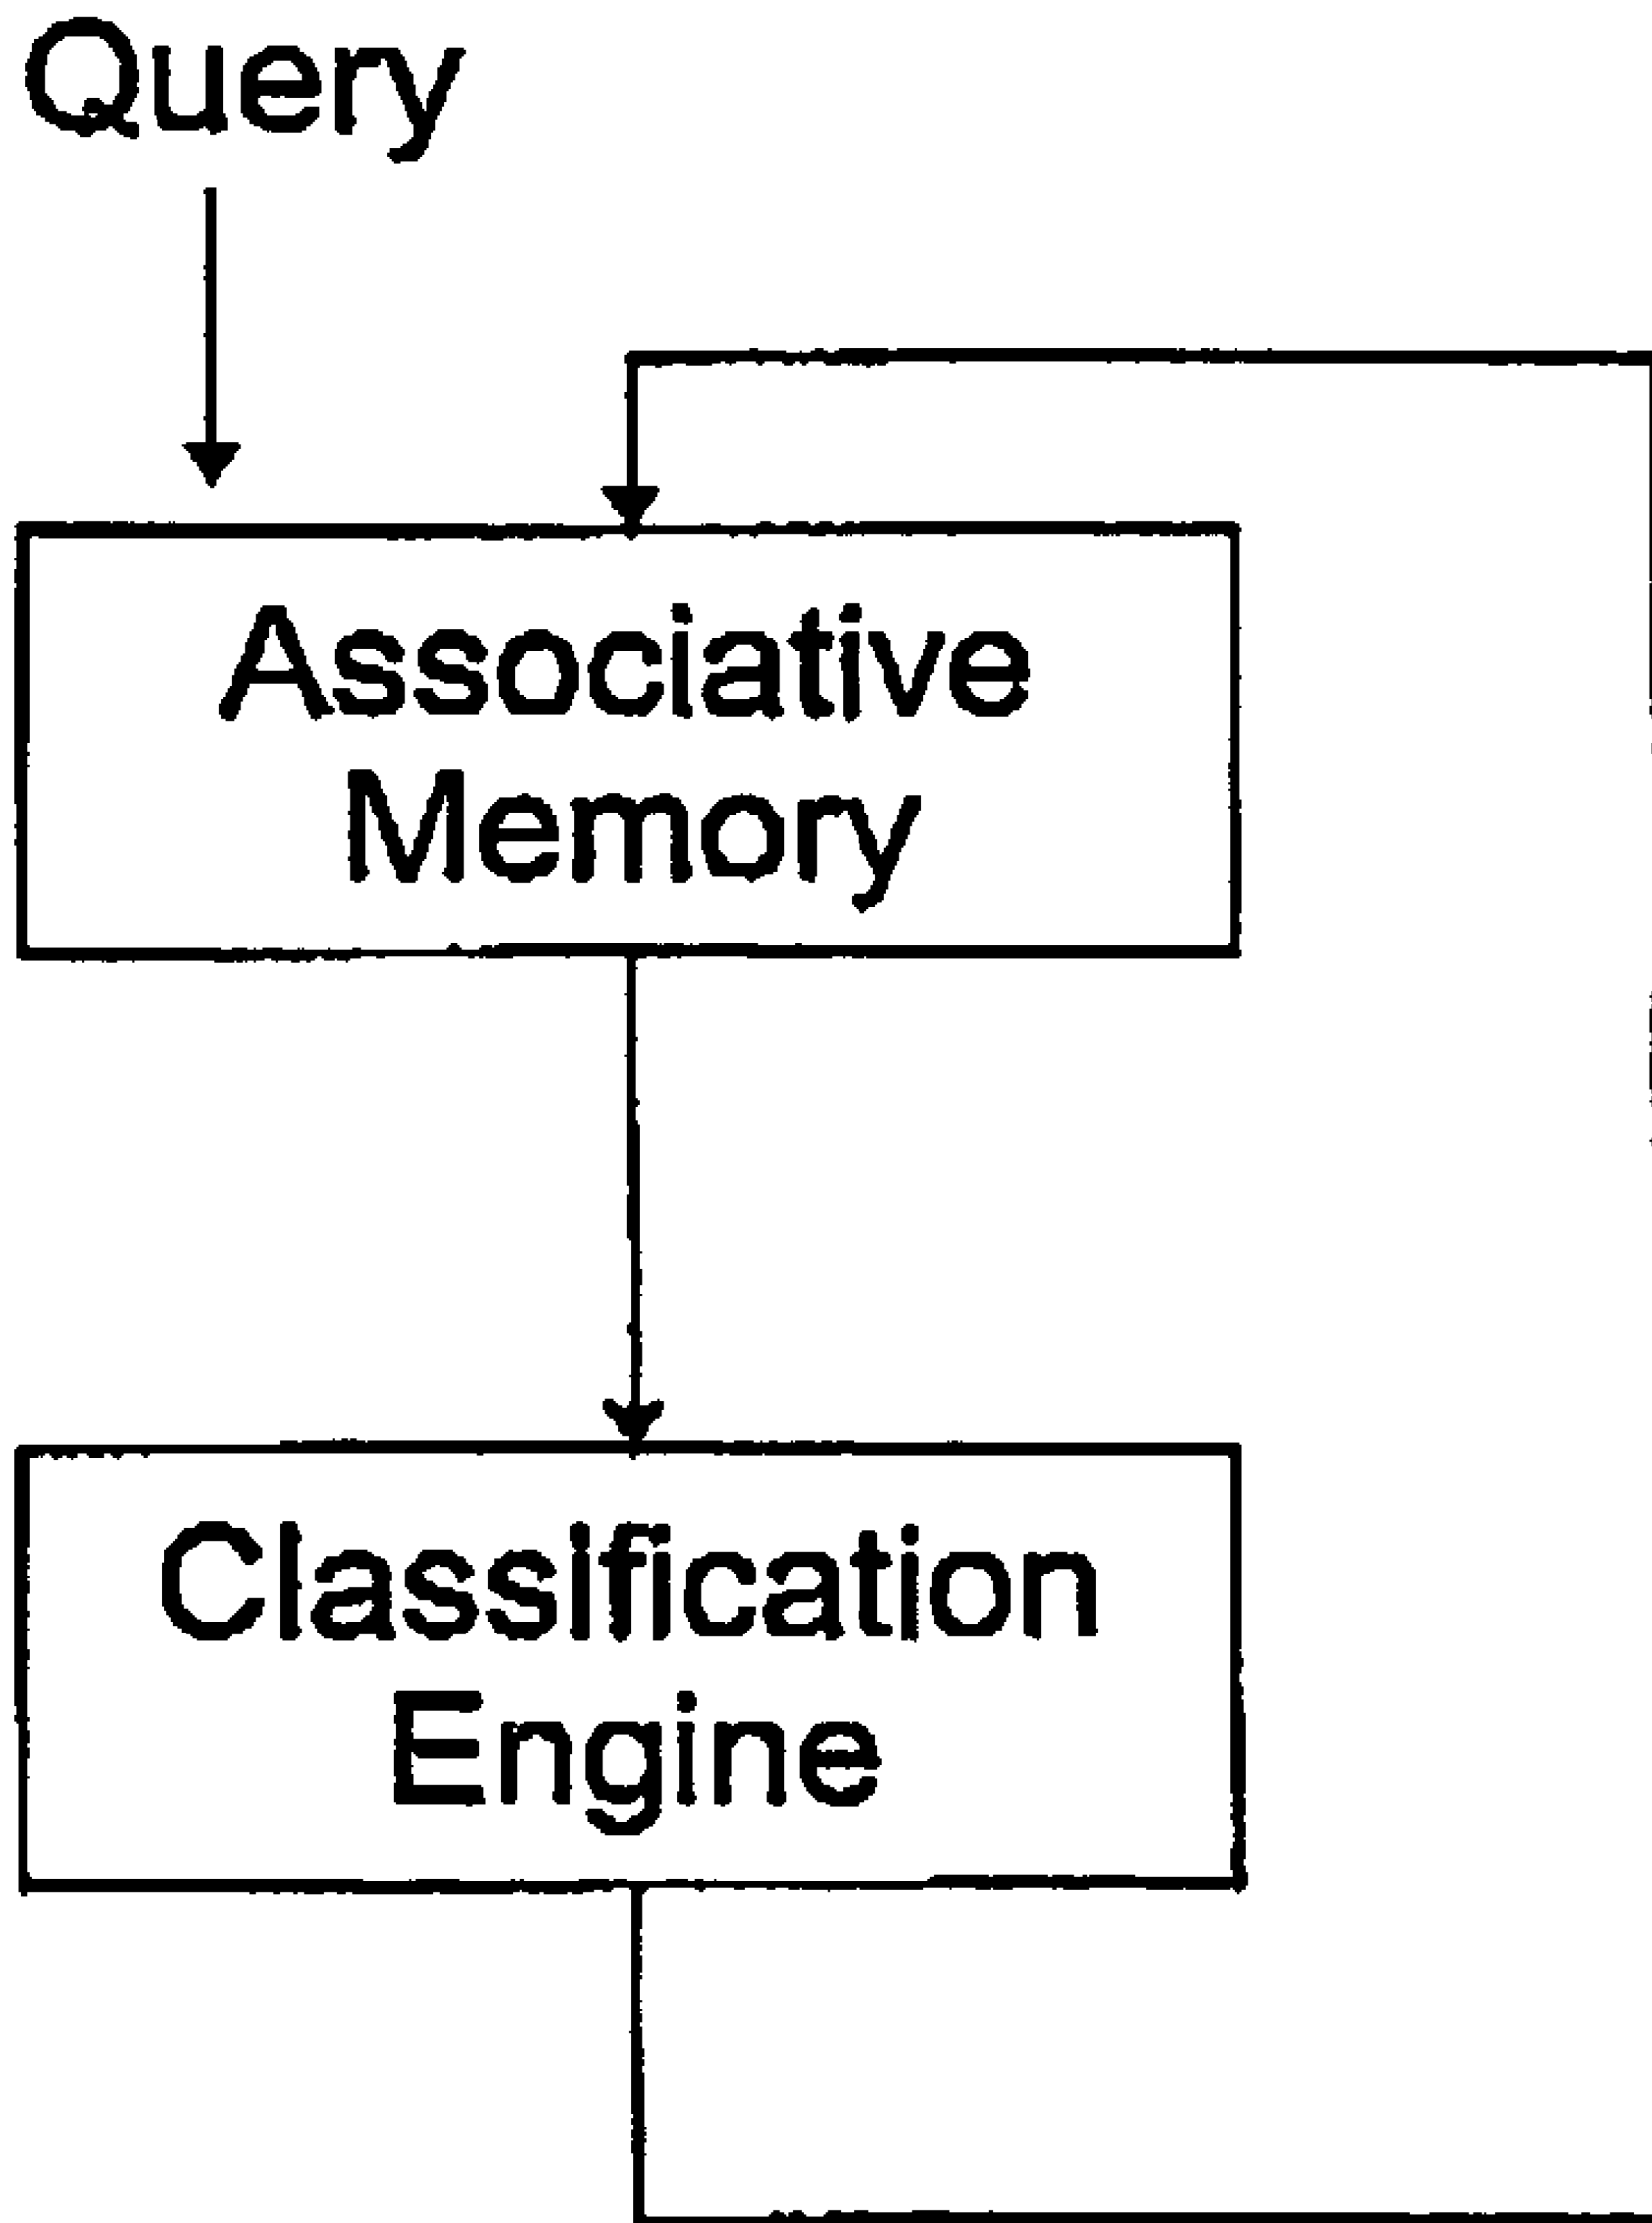 Query
Associative
Memory
Classification
Engine